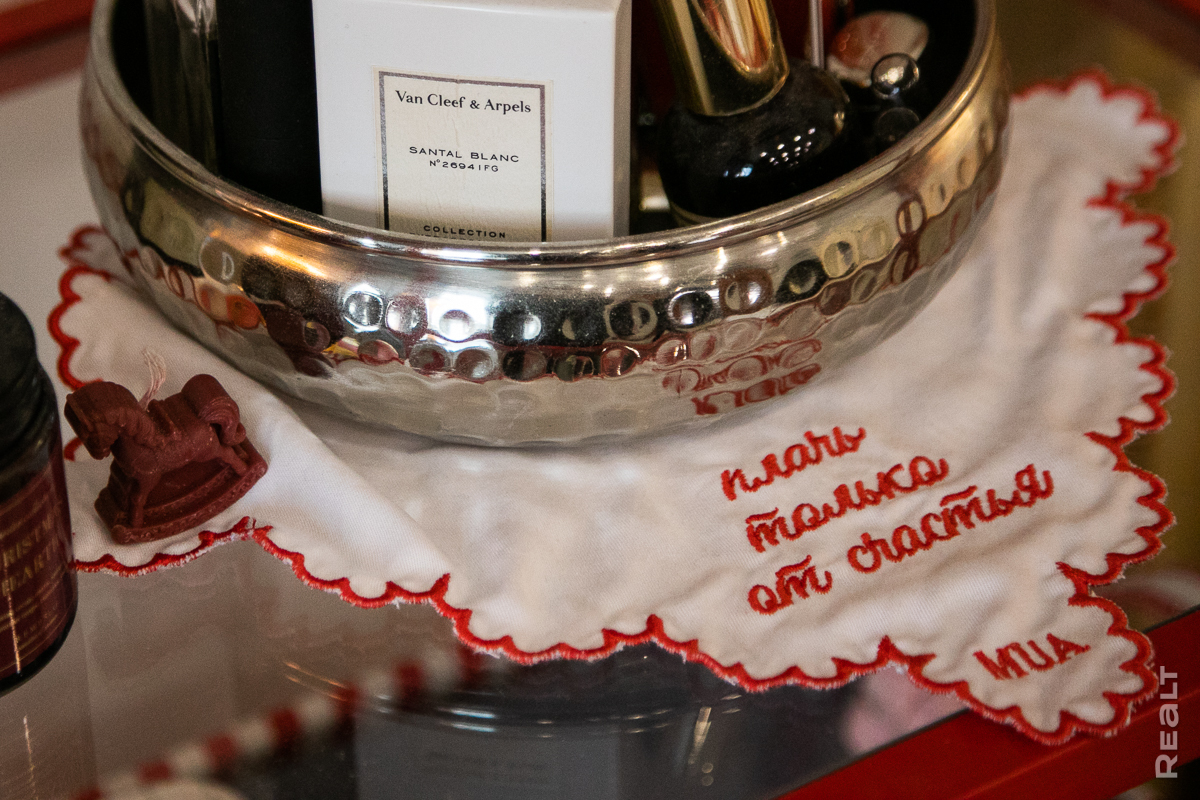 Van Cleef & Arpels
SANTAL BLANC
N°26941FG
COLLECTION
плачь
только
от счастья
MUA
REALT